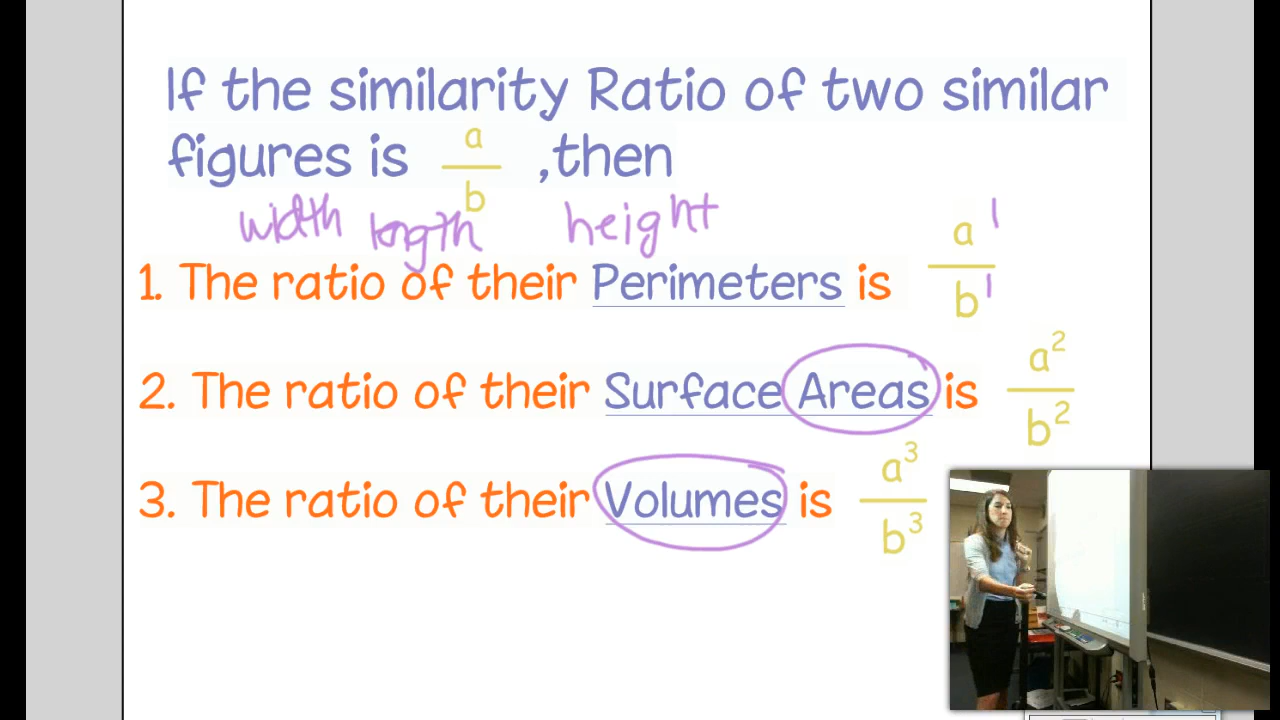 If the similarity Ratio of two similar
figures is a/b ,then
width length height
1. The ratio of their Perimeters is a¹/b¹
2. The ratio of their Surface Areas is a²/b²
3. The ratio of their Volumes is a³/b³